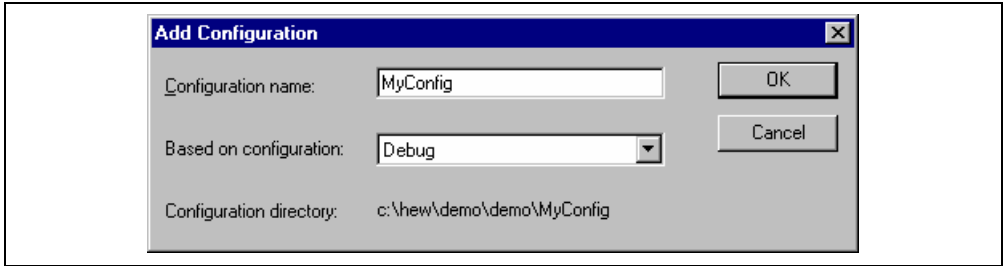 Add Configuration
Configuration name: MyConfig OK
Based on configuration: Debug Cancel
Configuration directory: c:\hew\demo\demo\MyConfig